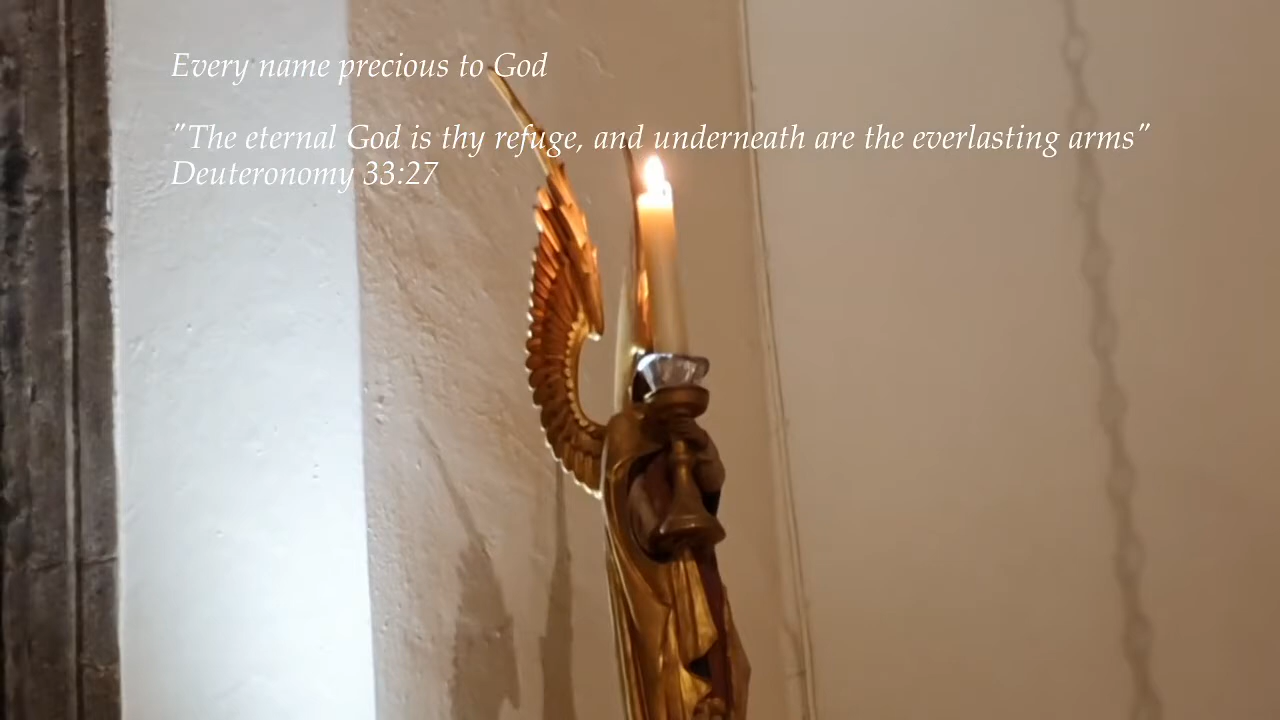 Every name precious to God
"The eternal God is thy refuge, and underneath are the everlasting arms"
Deuteronomy 33:27